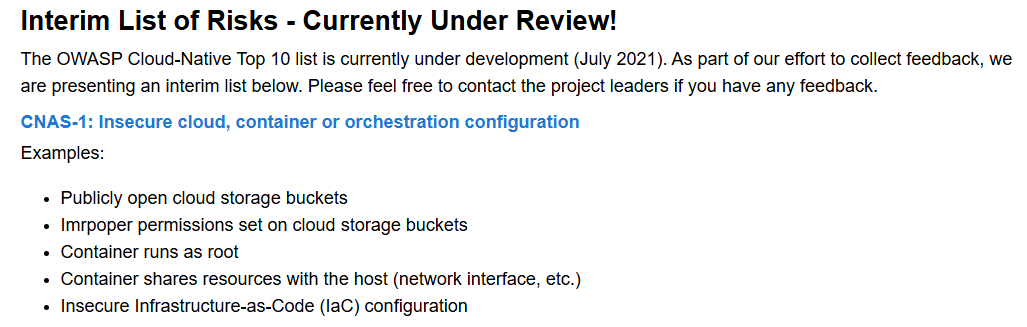 Interim List of Risks - Currently Under Review!
The OWASP Cloud-Native Top 10 list is currently under development (July 2021). As part of our effort to collect feedback, we
are presenting an interim list below. Please feel free to contact the project leaders if you have any feedback.
CNAS-1: Insecure cloud, container or orchestration configuration
Examples:
• Publicly open cloud storage buckets
• Imrpoper permissions set on cloud storage buckets
• Container runs as root
• Container shares resources with the host (network interface, etc.)
• Insecure Infrastructure-as-Code (IaC) configuration